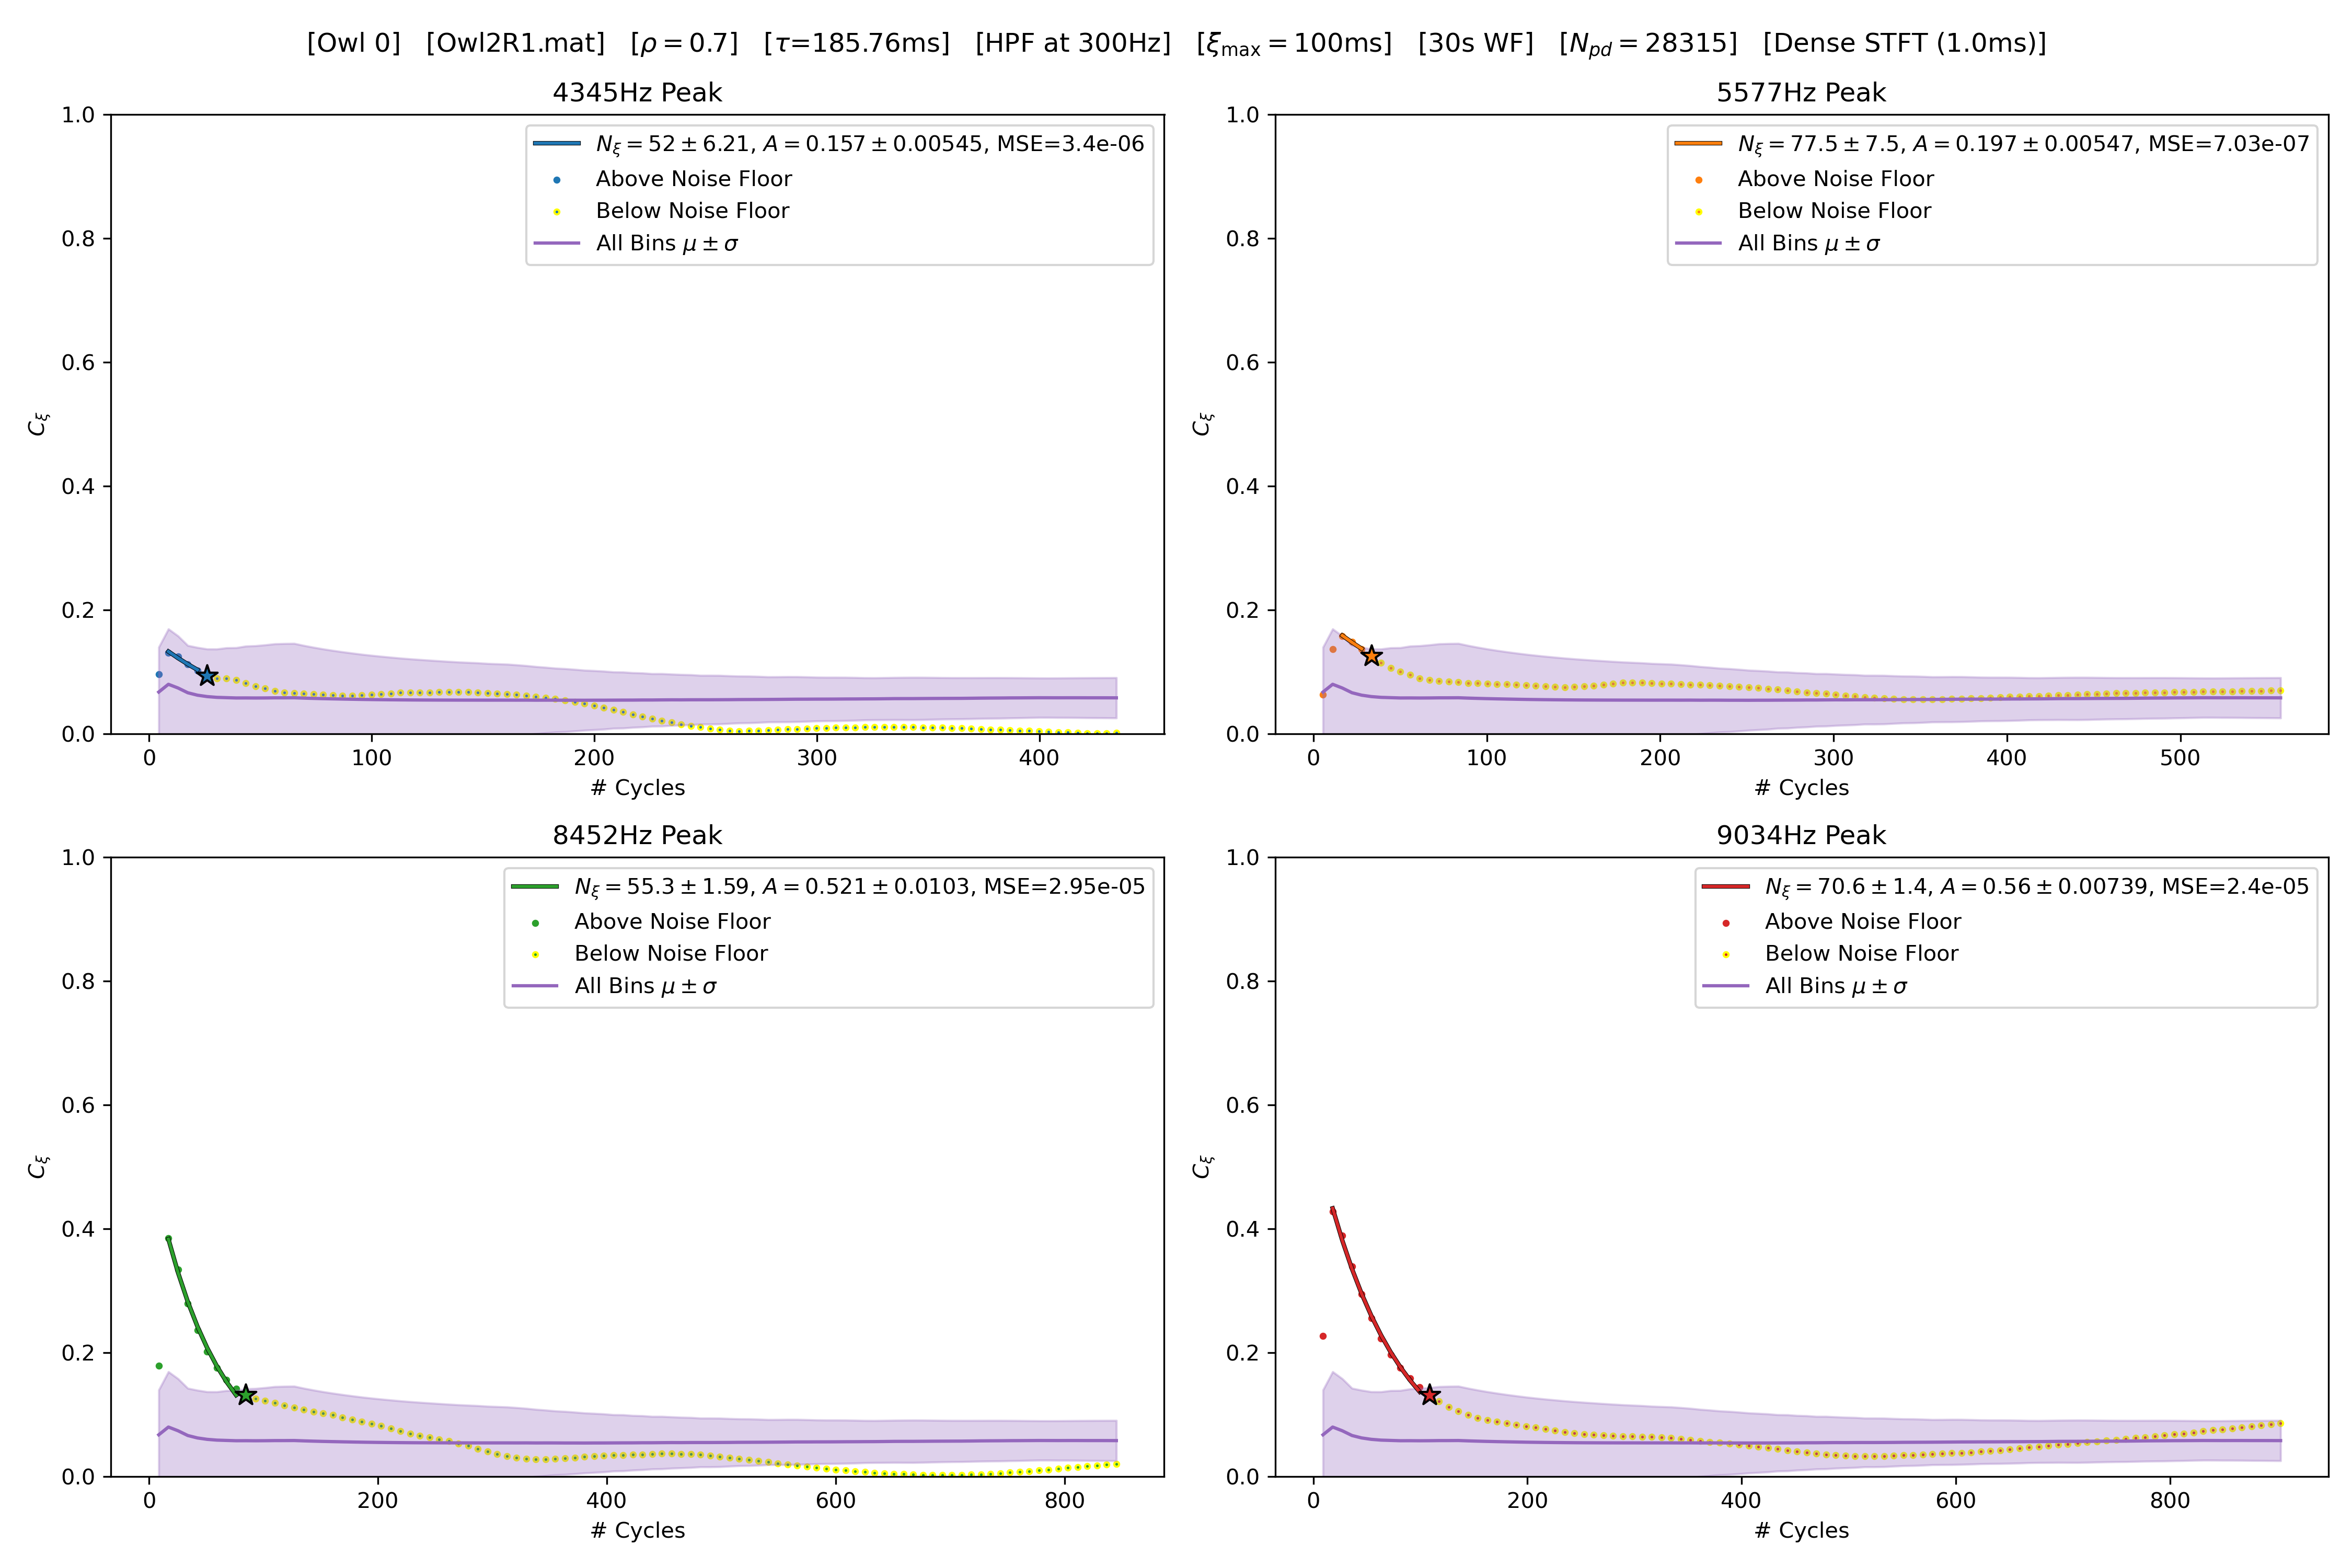 [Owl 0] [Owl2R1.mat] [ρ = 0.7] [τ=185.76ms] [HPF at 300Hz] [ξmax = 100ms] [30s WF] [Npd = 28315] [Dense STFT (1.0ms)]
4345Hz Peak
1.0
0.8
0.6
0.4
0.2
0.0
Cξ
Nξ = 52 ± 6.21, A = 0.157 ± 0.00545, MSE=3.4e-06
Above Noise Floor
Below Noise Floor
All Bins μ ± σ
0 100 200 300 400
# Cycles
5577Hz Peak
1.0
0.8
0.6
0.4
0.2
0.0
Cξ
Nξ = 77.5 ± 7.5, A = 0.197 ± 0.00547, MSE=7.03e-07
Above Noise Floor
Below Noise Floor
All Bins μ ± σ
0 100 200 300 400 500
# Cycles
8452Hz Peak
1.0
0.8
0.6
0.4
0.2
0.0
Cξ
Nξ = 55.3 ± 1.59, A = 0.521 ± 0.0103, MSE=2.95e-05
Above Noise Floor
Below Noise Floor
All Bins μ ± σ
0 200 400 600 800
# Cycles
9034Hz Peak
1.0
0.8
0.6
0.4
0.2
0.0
Cξ
Nξ = 70.6 ± 1.4, A = 0.56 ± 0.00739, MSE=2.4e-05
Above Noise Floor
Below Noise Floor
All Bins μ ± σ
0 200 400 600 800
# Cycles